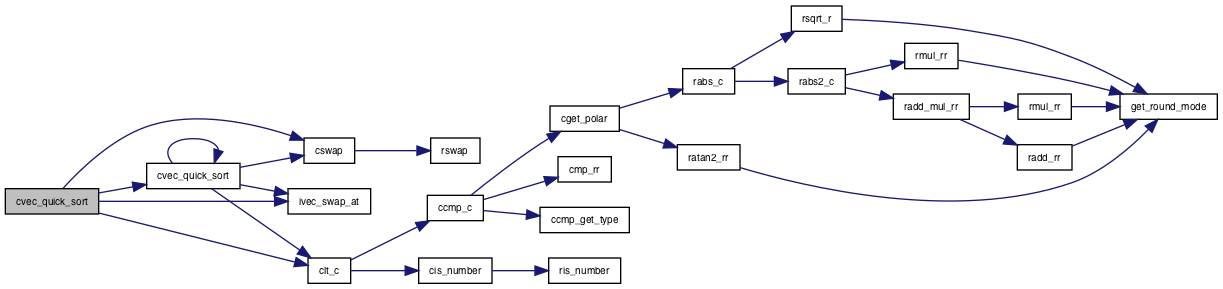 rsqrt_r
rmul_rr
rabs_c
rabs2_c
radd_mul_rr
rmul_rr
get_round_mode
cget_polar
cswap
rswap
ratan2_rr
radd_rr
cmp_rr
cvec_quick_sort
cvec_quick_sort
ivec_swap_at
ccmp_c
ccmp_get_type
clt_c
cis_number
ris_number